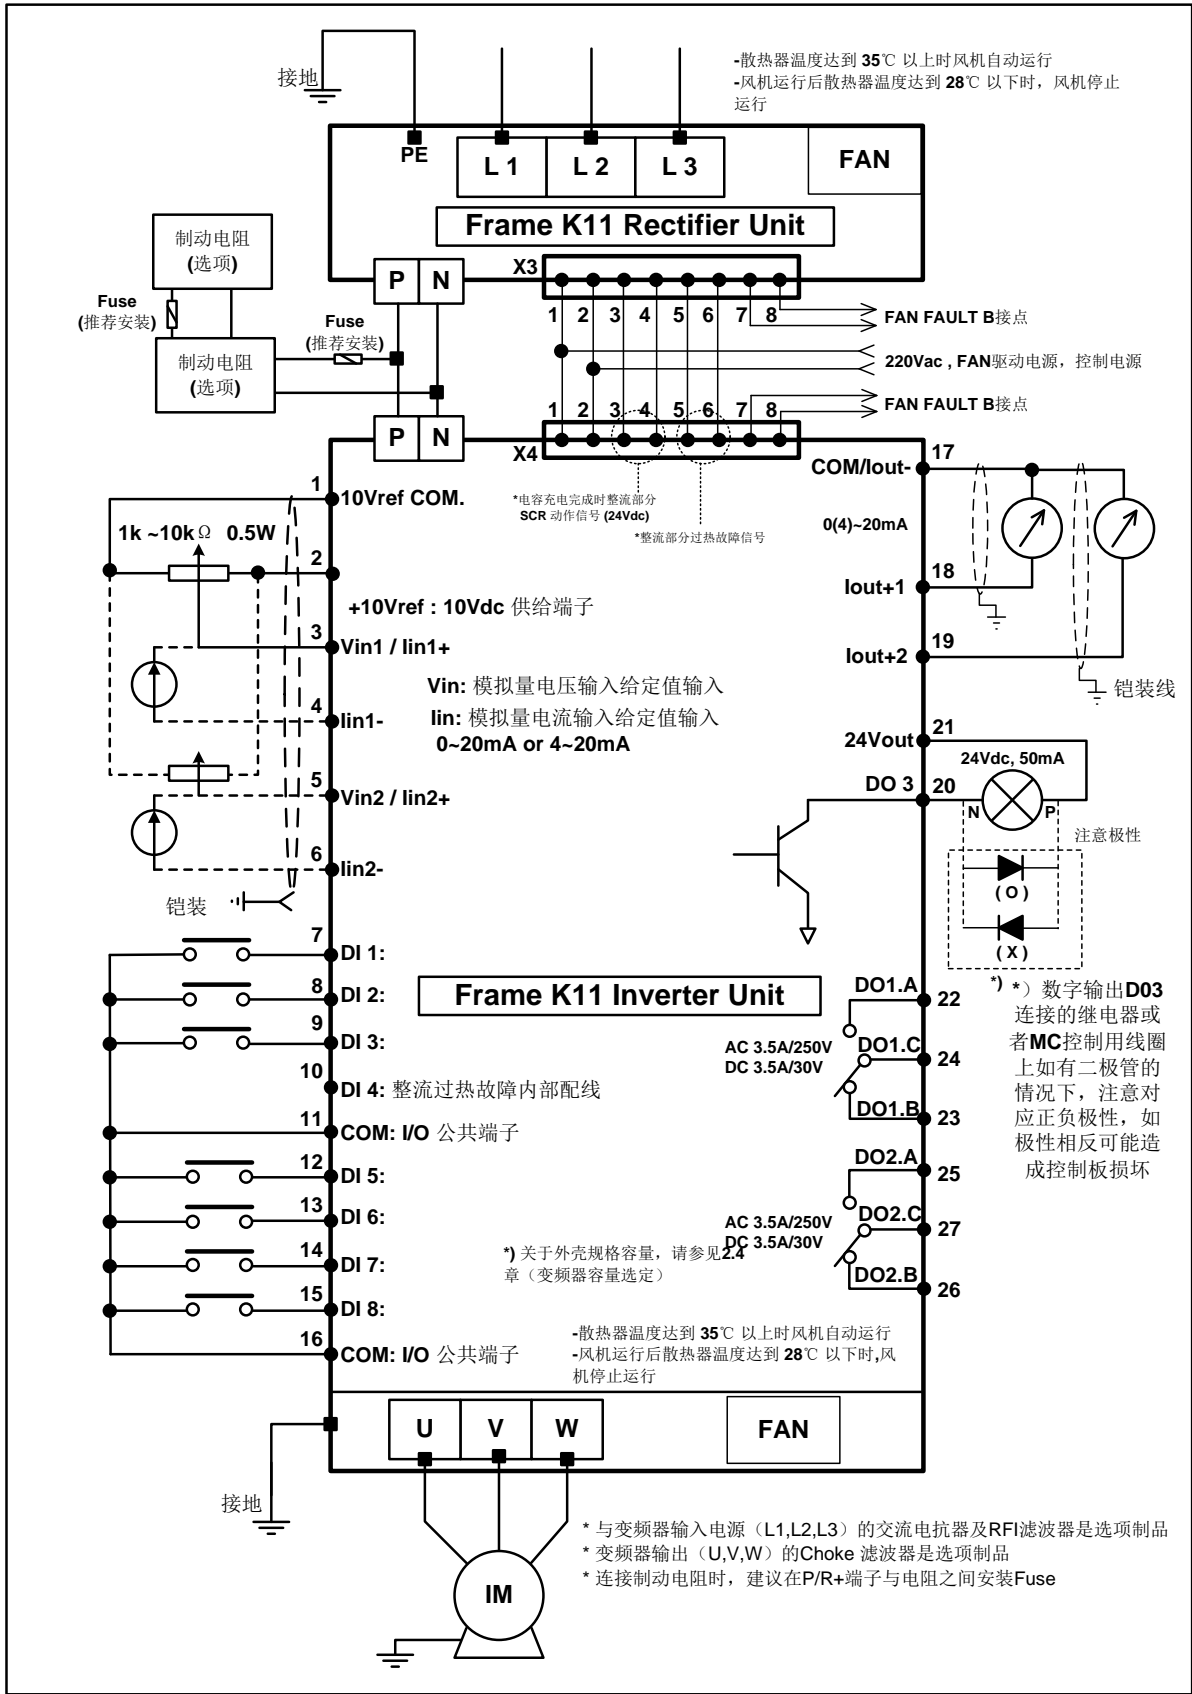 接地
-散热器温度达到 35℃ 以上时风机自动运行
-风机运行后散热器温度达到 28℃ 以下时，风机停止
运行
PE
L 1
L 2
L 3
FAN
Frame K11 Rectifier Unit
制动电阻
(选项)
Fuse
(推荐安装)
制动电阻
(选项)
Fuse
(推荐安装)
P
N
X3
1 2 3 4 5 6 7 8
FAN FAULT B接点
220Vac , FAN驱动电源，控制电源
1 2 3 4 5 6 7 8
FAN FAULT B接点
P
N
X4
*电容充电完成时整流部分
SCR 动作信号 (24Vdc)
*整流部分过热故障信号
1
10Vref COM.
1k ~10k Ω 0.5W
2
+10Vref : 10Vdc 供给端子
3
Vin1 / Iin1+
Vin: 模拟量电压输入给定值输入
4
Iin1-
Iin: 模拟量电流输入给定值输入
0~20mA or 4~20mA
5
Vin2 / Iin2+
6
Iin2-
铠装
17
COM/Iout-
0(4)~20mA
18
Iout+1
19
Iout+2
铠装线
21
24Vout
24Vdc, 50mA
DO 3
20
N
P
注意极性
( O )
( X )
*)
*）数字输出D03
连接的继电器或
者MC控制用线圈
上如有二极管的
情况下，注意对
应正负极性，如
极性相反可能造
成控制板损坏
7
DI 1:
8
DI 2:
9
DI 3:
10
DI 4: 整流过热故障内部配线
11
COM: I/O 公共端子
12
DI 5:
13
DI 6:
14
DI 7:
15
DI 8:
16
COM: I/O 公共端子
Frame K11 Inverter Unit
DO1.A
22
AC 3.5A/250V
DC 3.5A/30V
DO1.C
24
DO1.B
23
DO2.A
25
AC 3.5A/250V
DC 3.5A/30V
DO2.C
27
DO2.B
26
*) 关于外壳规格容量，请参见2.4
章（变频器容量选定）
-散热器温度达到 35℃ 以上时风机自动运行
-风机运行后散热器温度达到 28℃ 以下时,风
机停止运行
U
V
W
FAN
接地
IM
* 与变频器输入电源（L1,L2,L3）的交流电抗器及RFI滤波器是选项制品
* 变频器输出（U,V,W）的Choke 滤波器是选项制品
* 连接制动电阻时，建议在P/R+端子与电阻之间安装Fuse